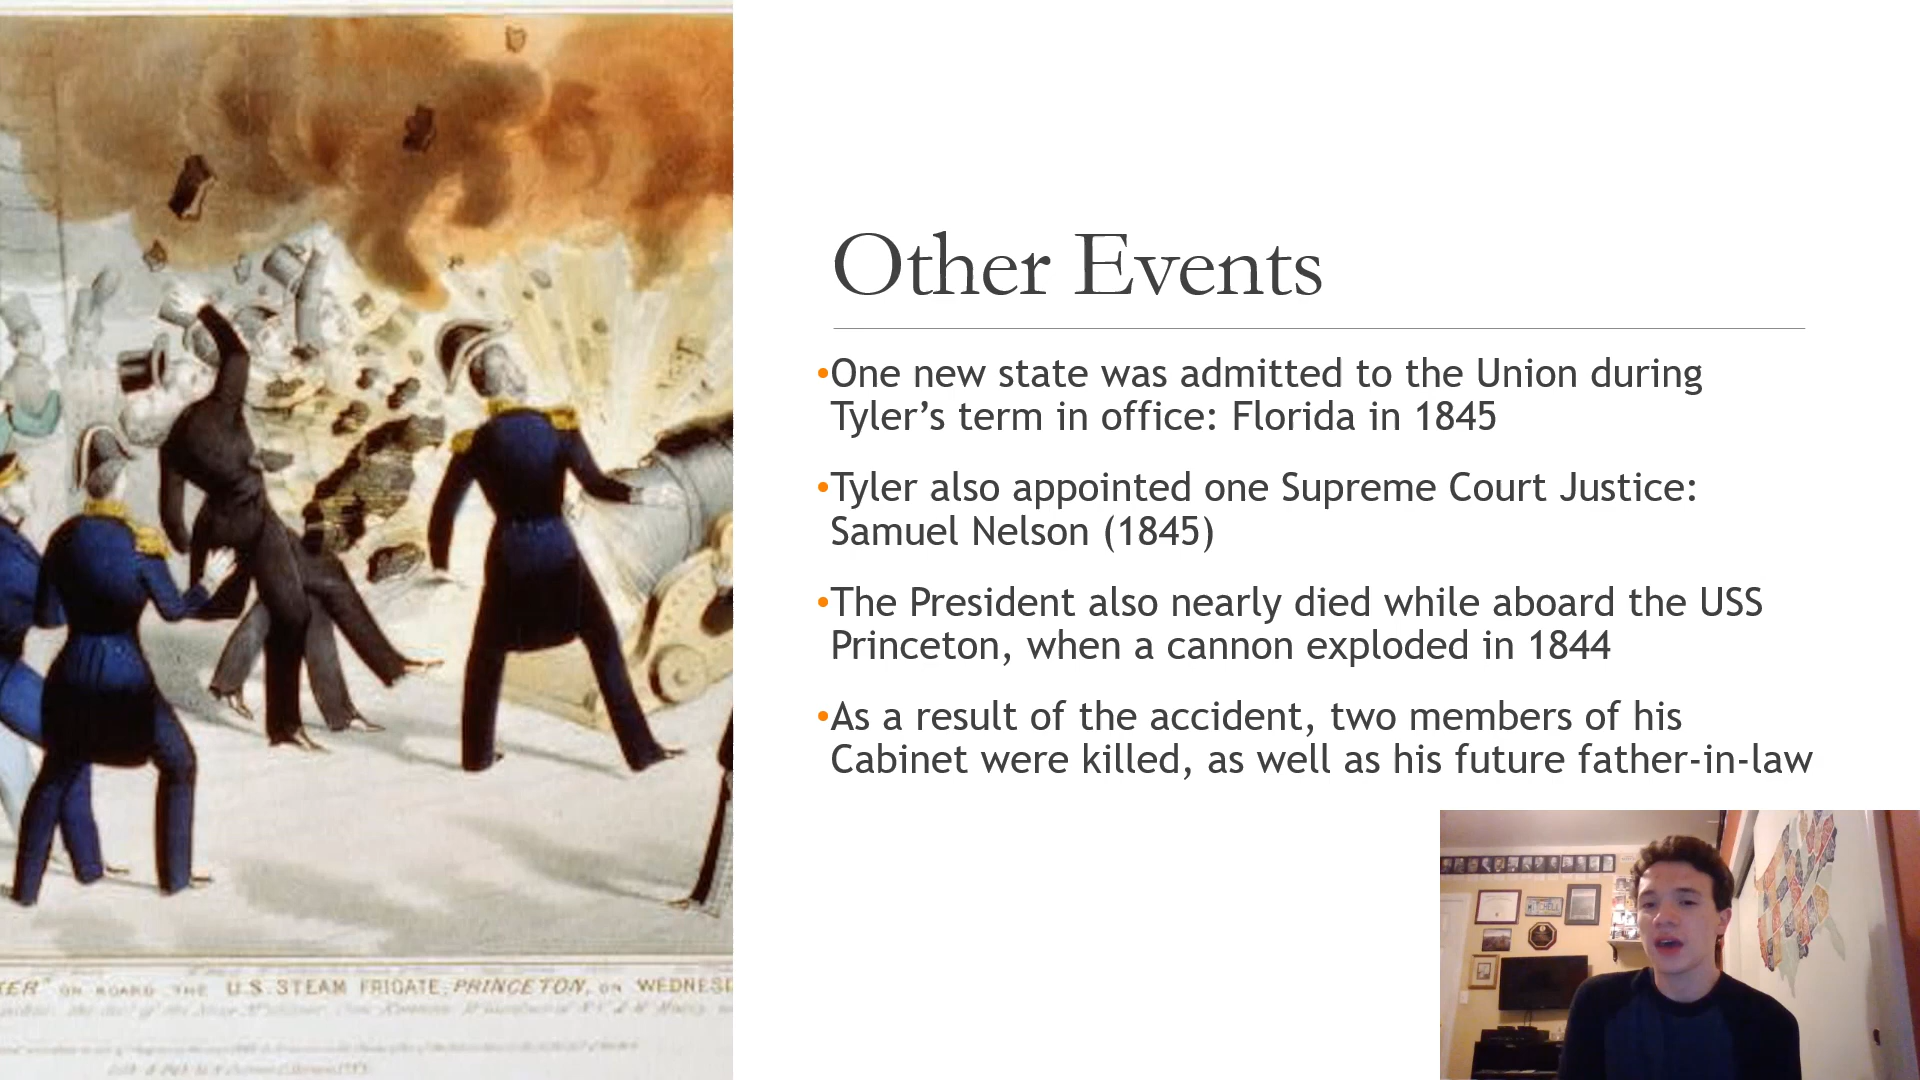 Other Events
•One new state was admitted to the Union during
Tyler’s term in office: Florida in 1845
•Tyler also appointed one Supreme Court Justice:
Samuel Nelson (1845)
•The President also nearly died while aboard the USS
Princeton, when a cannon exploded in 1844
•As a result of the accident, two members of his
Cabinet were killed, as well as his future father-in-law
ON BOARD THE U.S. STEAM FRIGATE, PRINCETON, ON